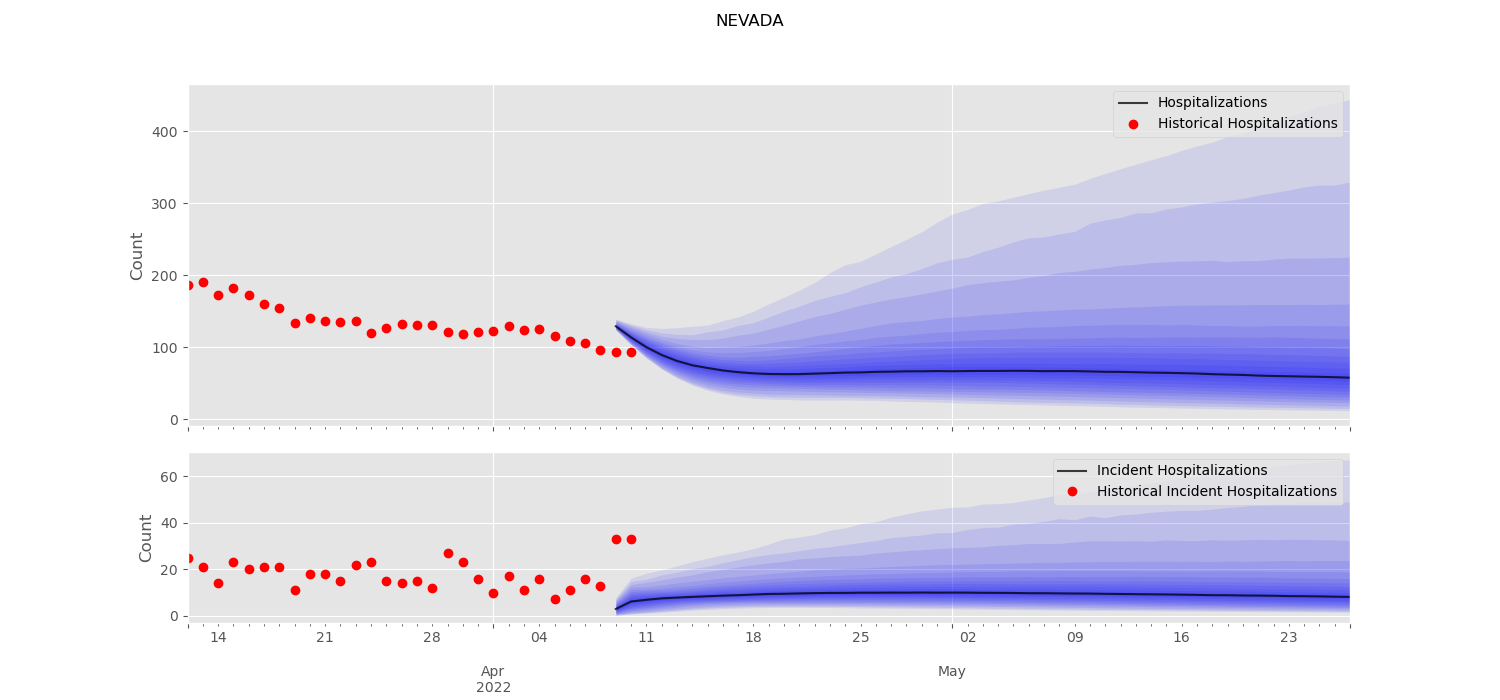 NEVADA
Hospitalizations
Historical Hospitalizations
Count
400
300
200
100
0
Incident Hospitalizations
Historical Incident Hospitalizations
Count
60
40
20
0
14 21 28 04 11 18 25 02 09 16 23
Apr May
2022